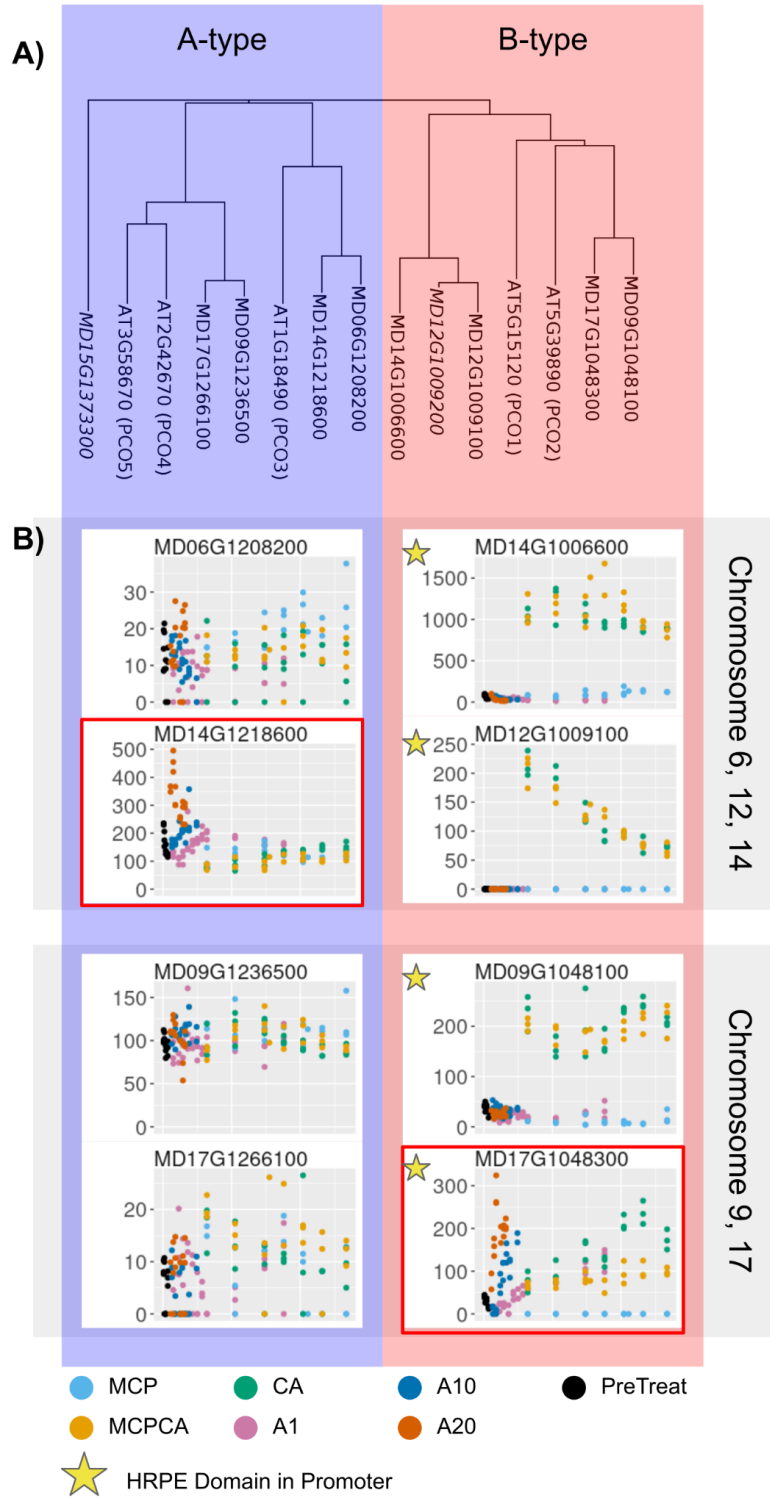 A-type
B-type
A)
MD15G1373300
AT3G58670 (PCO5)
AT2G42670 (PCO4)
MD17G1266100
MD09G1236500
AT1G18490 (PCO3)
MD14G1218600
MD06G1208200
MD14G1006600
MD12G1009200
MD12G1009100
AT5G15120 (PCO1)
AT5G39890 (PCO2)
MD17G1048300
MD09G1048100
B)
MD06G1208200
30
20
10
0
MD14G1218600
500
400
300
200
100
0
MD14G1006600
1500
1000
500
0
MD12G1009100
250
200
150
100
50
0
Chromosome 6, 12, 14
MD09G1236500
150
100
50
0
MD17G1266100
20
10
0
MD09G1048100
200
100
0
MD17G1048300
300
200
100
0
Chromosome 9, 17
MCP
CA
A10
PreTreat
MCPCA
A1
A20
HRPE Domain in Promoter